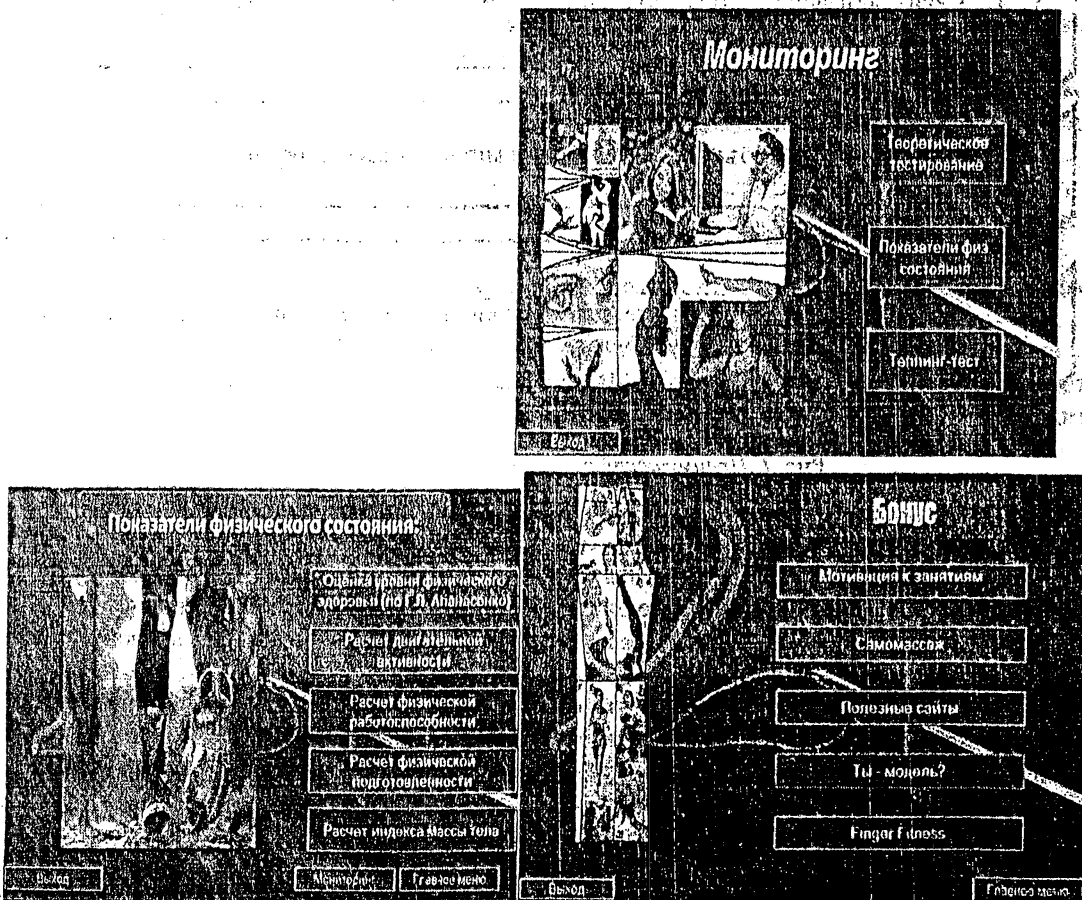 Мониторинг
Теоретическое
тестирование
Показатели физ
состояния
Теппинг-тест
Выход
Показатели физического состояния:
Оценка уровня физического
здоровья (по Г.Л. Апанасенко)
Расчет двигательной
активности
Расчет физической
работоспособности
Расчет физической
подготовленности
Расчет индекса массы тела
Выход
Мониторинг
Главное меню
Бонус
Мотивация к занятиям
Самомассаж
Полезные сайты
Ты - модель?
Finger Fitness
Выход
Главное меню